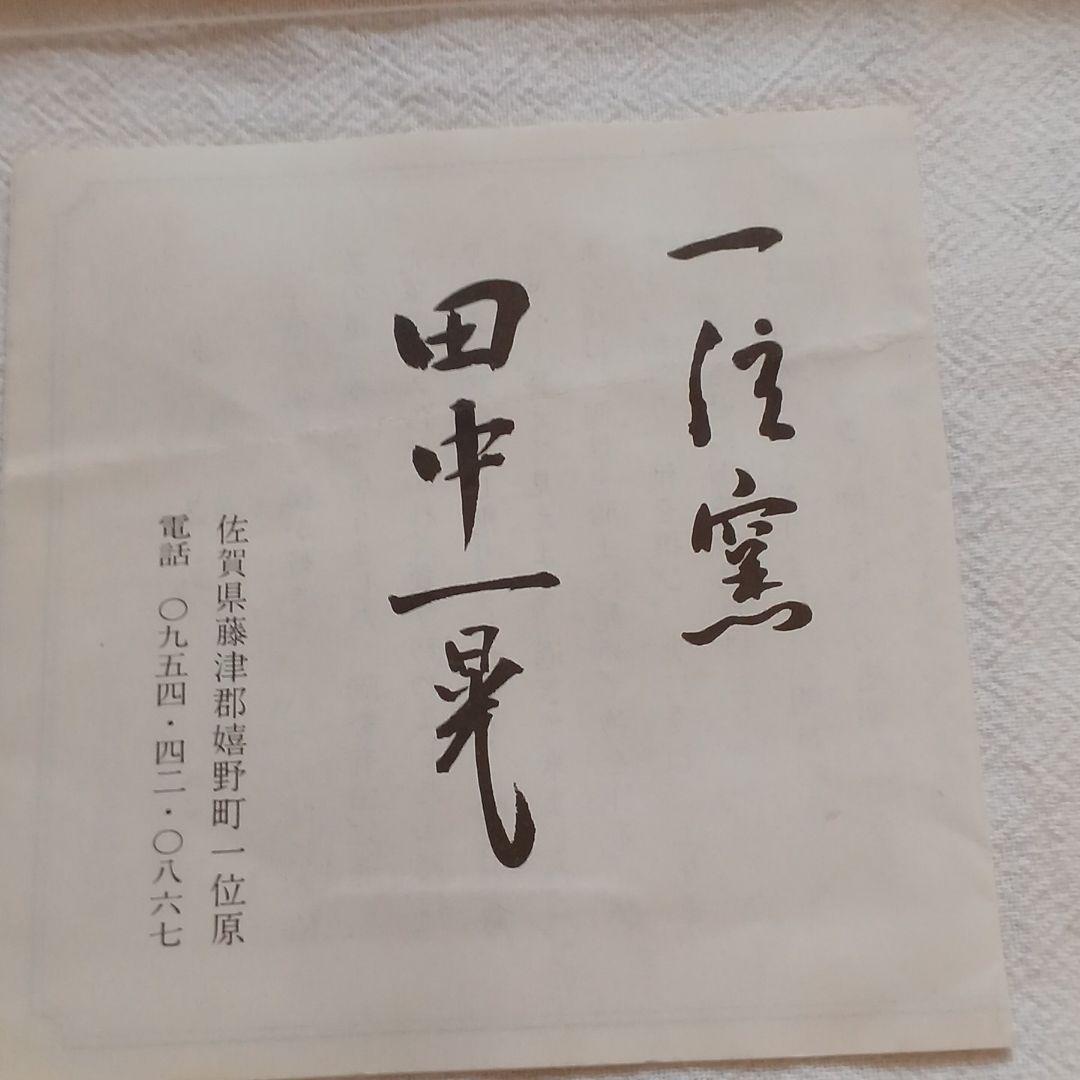 一位窯
田中一晃
佐賀県藤津郡嬉野町一位原
電話 〇九五四・四二・〇八六七